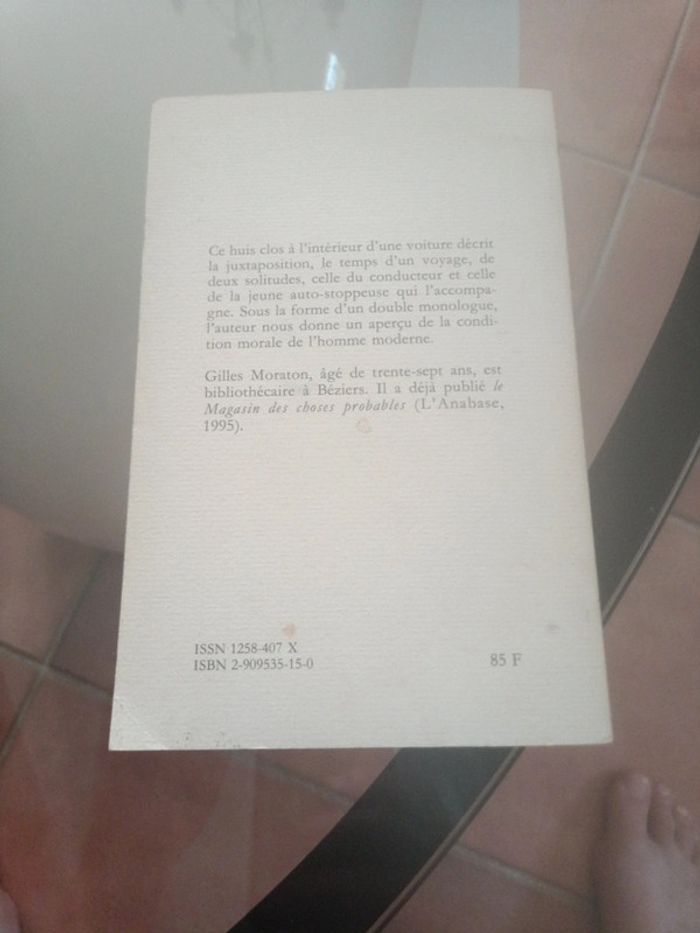 Ce huis clos à l'intérieur d'une voiture décrit
la juxtaposition, le temps d'un voyage, de
deux solitudes, celle du conducteur et celle
de la jeune auto-stoppeuse qui l'accompa-
gne. Sous la forme d'un double monologue,
l'auteur nous donne un aperçu de la condi-
tion morale de l'homme moderne.
Gilles Moraton, âgé de trente-sept ans, est
bibliothécaire à Béziers. Il a déjà publié le
Magasin des choses probables (L'Anabase,
1995).
ISSN 1258-407 X
ISBN 2-909535-15-0
85 F